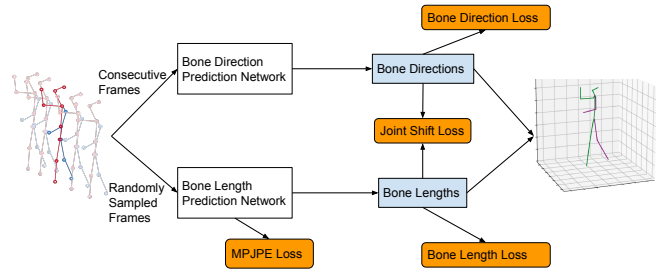 Bone Direction Loss
Consecutive
Frames
Bone Direction
Prediction Network
Bone Directions
Joint Shift Loss
Randomly
Sampled
Frames
Bone Length
Prediction Network
Bone Lengths
MPJPE Loss
Bone Length Loss